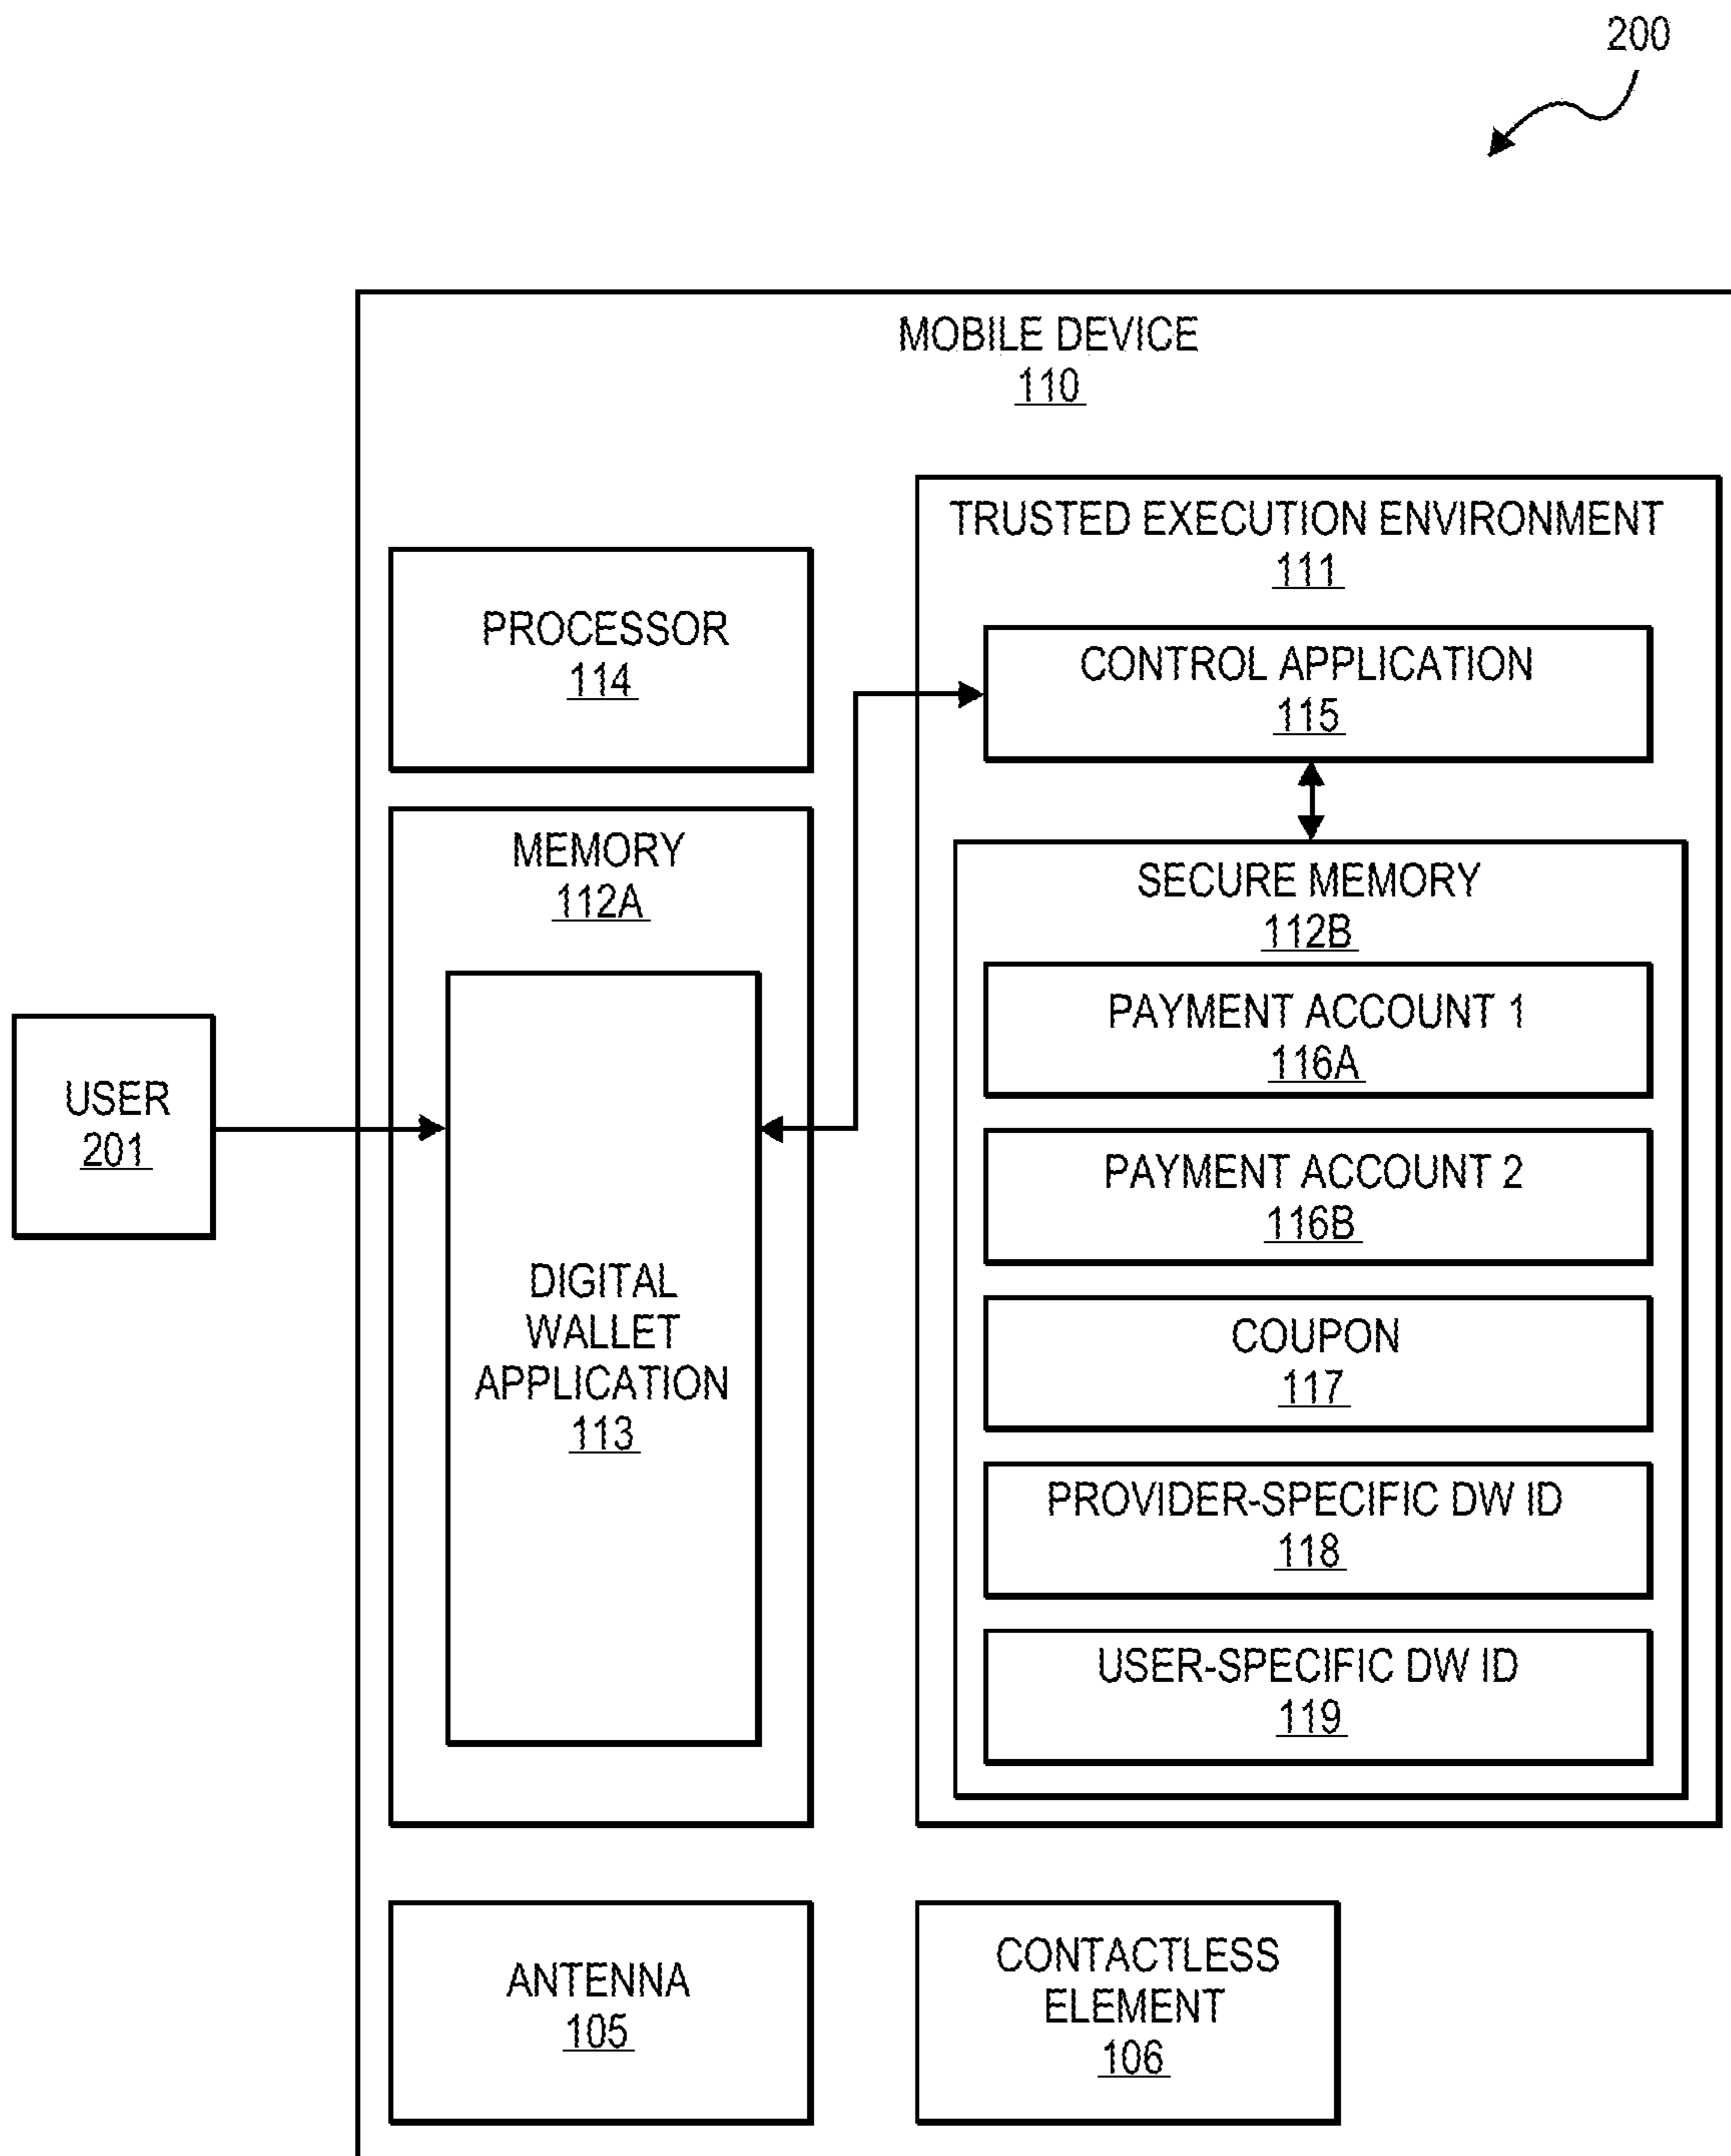 200
MOBILE DEVICE
110
TRUSTED EXECUTION ENVIRONMENT
111
PROCESSOR
114
CONTROL APPLICATION
115
MEMORY
112A
SECURE MEMORY
112B
PAYMENT ACCOUNT 1
116A
USER
201
PAYMENT ACCOUNT 2
116B
DIGITAL
WALLET
APPLICATION
113
COUPON
117
PROVIDER-SPECIFIC DW ID
118
USER-SPECIFIC DW ID
119
ANTENNA
105
CONTACTLESS
ELEMENT
106